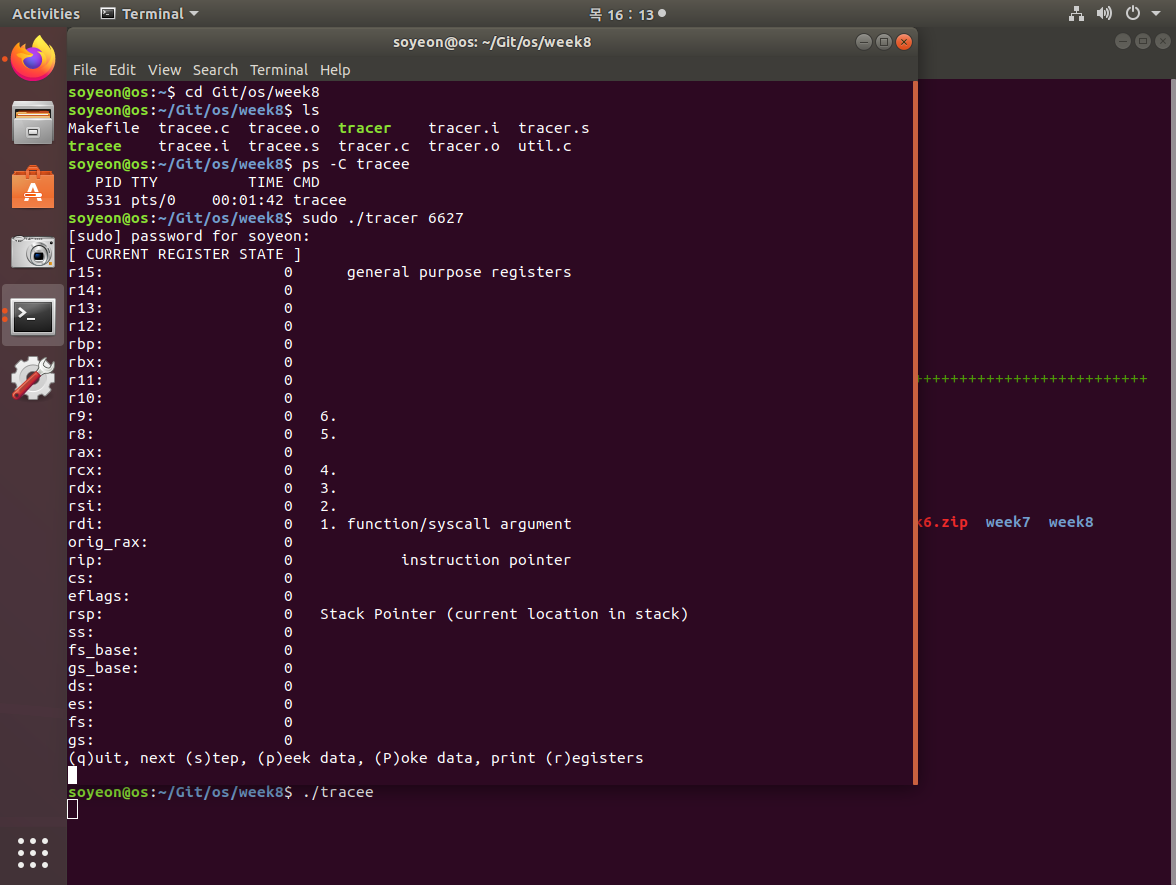 Activities Terminal 목 16 : 13
soyeon@os: ~/Git/os/week8
File Edit View Search Terminal Help
soyeon@os:~$ cd Git/os/week8
soyeon@os:~/Git/os/week8$ ls
Makefile tracee.c tracee.o tracer tracer.i tracer.s
tracee tracee.i tracee.s tracer.c tracer.o util.c
soyeon@os:~/Git/os/week8$ ps -C tracee
PID TTY TIME CMD
3531 pts/0 00:01:42 tracee
soyeon@os:~/Git/os/week8$ sudo ./tracer 6627
[sudo] password for soyeon:
[ CURRENT REGISTER STATE ]
r15: 0 general purpose registers
r14: 0
r13: 0
r12: 0
rbp: 0
rbx: 0
r11: 0
r10: 0
r9: 0 6.
r8: 0 5.
rax: 0
rcx: 0 4.
rdx: 0 3.
rsi: 0 2.
rdi: 0 1. function/syscall argument
orig_rax: 0
rip: 0 instruction pointer
cs: 0
eflags: 0
rsp: 0 Stack Pointer (current location in stack)
ss: 0
fs_base: 0
gs_base: 0
ds: 0
es: 0
fs: 0
gs: 0
(q)uit, next (s)tep, (p)eek data, (P)oke data, print (r)egisters
++++++++++++++++++++++++++
k6.zip week7 week8
soyeon@os:~/Git/os/week8$ ./tracee